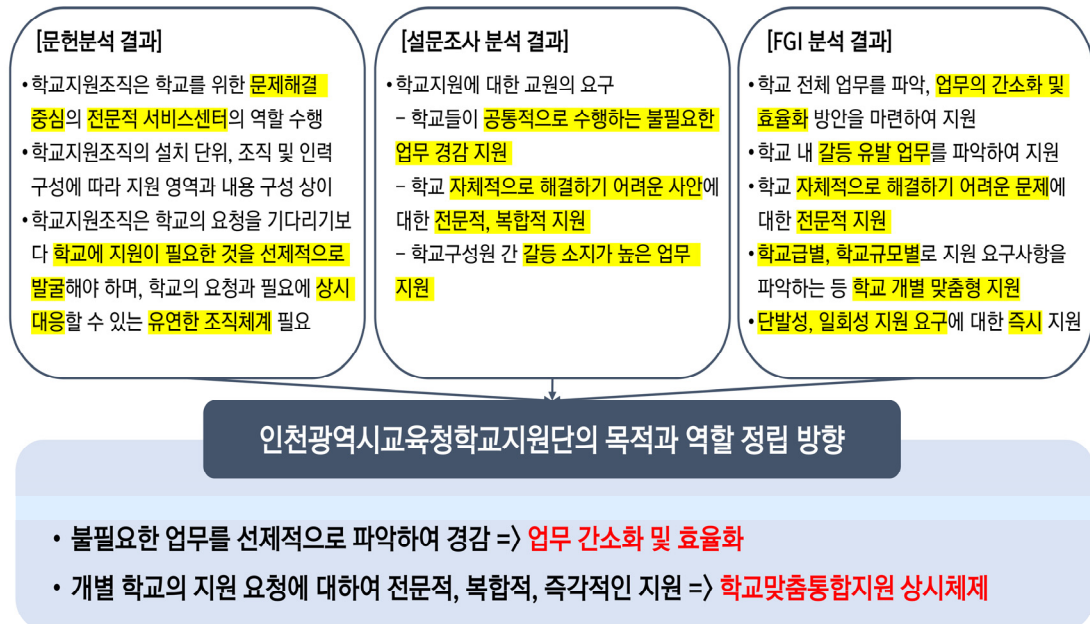 [문헌분석 결과]
•학교지원조직은 학교를 위한 문제해결
중심의 전문적 서비스센터의 역할 수행
•학교지원조직의 설치 단위, 조직 및 인력
구성에 따라 지원 영역과 내용 구성 상이
•학교지원조직은 학교의 요청을 기다리기보
다 학교에 지원이 필요한 것을 선제적으로
발굴해야 하며, 학교의 요청과 필요에 상시
대응할 수 있는 유연한 조직체계 필요
[설문조사 분석 결과]
•학교지원에 대한 교원의 요구
– 학교들이 공통적으로 수행하는 불필요한
업무 경감 지원
– 학교 자체적으로 해결하기 어려운 사안에
대한 전문적, 복합적 지원
– 학교구성원 간 갈등 소지가 높은 업무
지원
[FGI 분석 결과]
•학교 전체 업무를 파악, 업무의 간소화 및
효율화 방안을 마련하여 지원
•학교 내 갈등 유발 업무를 파악하여 지원
•학교 자체적으로 해결하기 어려운 문제에
대한 전문적 지원
•학교급별, 학교규모별로 지원 요구사항을
파악하는 등 학교 개별 맞춤형 지원
•단발성, 일회성 지원 요구에 대한 즉시 지원
인천광역시교육청학교지원단의 목적과 역할 정립 방향
• 불필요한 업무를 선제적으로 파악하여 경감 => 업무 간소화 및 효율화
• 개별 학교의 지원 요청에 대하여 전문적, 복합적, 즉각적인 지원 => 학교맞춤통합지원 상시체제